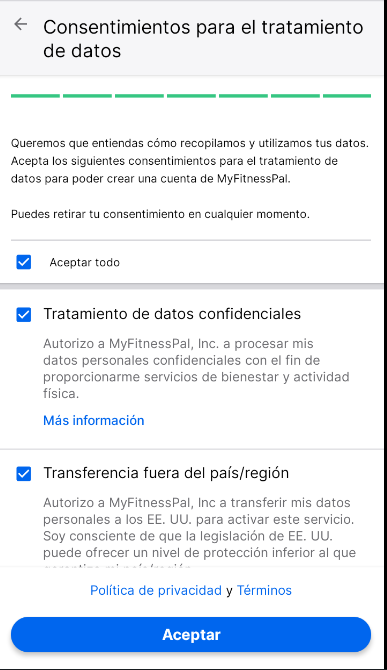 Consentimientos para el tratamiento
de datos
Queremos que entiendas cómo recopilamos y utilizamos tus datos.
Acepta los siguientes consentimientos para el tratamiento de
datos para poder crear una cuenta de MyFitnessPal.
Puedes retirar tu consentimiento en cualquier momento.
Aceptar todo
Tratamiento de datos confidenciales
Autorizo a MyFitnessPal, Inc. a procesar mis
datos personales confidenciales con el fin de
proporcionarme servicios de bienestar y actividad
física.
Más información
Transferencia fuera del país/región
Autorizo a MyFitnessPal, Inc a transferir mis datos
personales a los EE. UU. para activar este servicio.
Soy consciente de que la legislación de EE. UU.
puede ofrecer un nivel de protección inferior al que
garantiza mi país/región
Política de privacidad y Términos
Aceptar